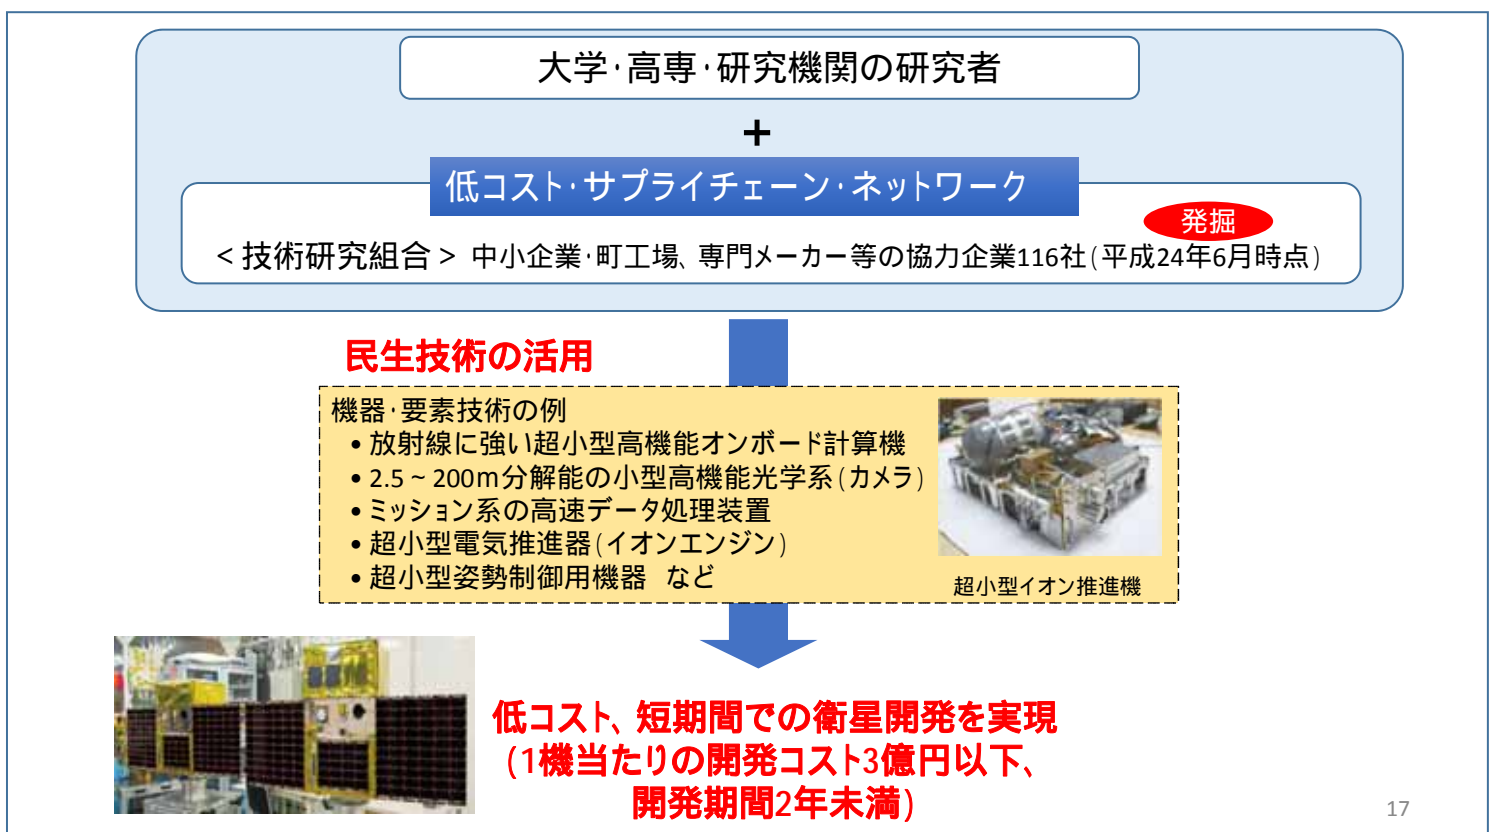 大学・高専・研究機関の研究者
+
低コスト・サプライチェーン・ネットワーク
発掘
<技術研究組合> 中小企業・町工場、専門メーカー等の協力企業116社(平成24年6月時点)
民生技術の活用
機器・要素技術の例
• 放射線に強い超小型高機能オンボード計算機
• 2.5~200m分解能の小型高機能光学系(カメラ)
• ミッション系の高速データ処理装置
• 超小型電気推進器(イオンエンジン)
• 超小型姿勢制御用機器 など
超小型イオン推進機
低コスト、短期間での衛星開発を実現
(1機当たりの開発コスト3億円以下、
開発期間2年未満)
17